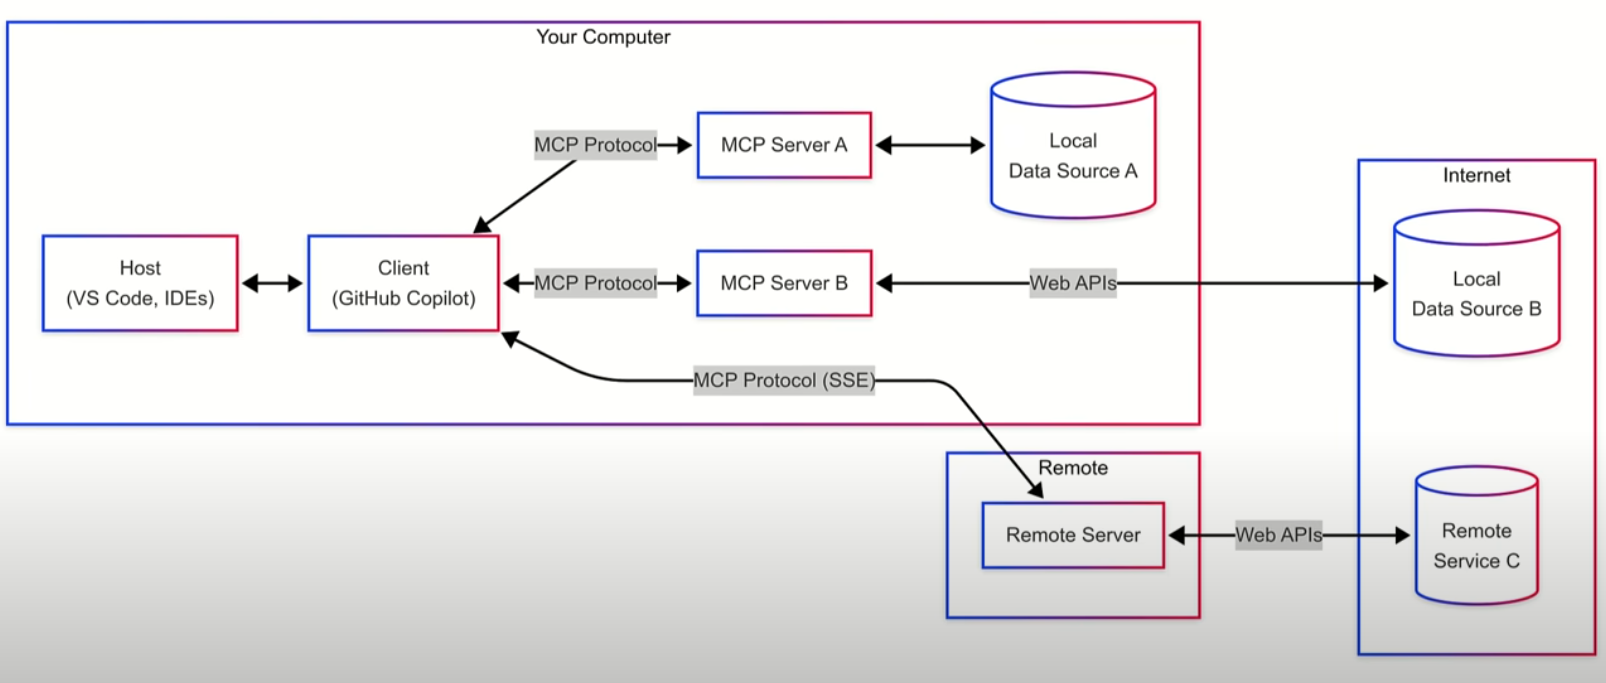 Your Computer
MCP Protocol
MCP Server A
Local
Data Source A
Internet
Host
(VS Code, IDEs)
Client
(GitHub Copilot)
MCP Protocol
MCP Server B
Web APIs
Local
Data Source B
MCP Protocol (SSE)
Remote
Remote Server
Web APIs
Remote
Service C